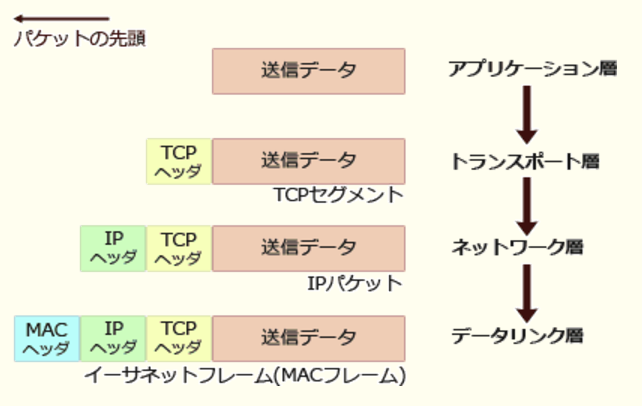 パケットの先頭
送信データ
アプリケーション層
TCP
ヘッダ
送信データ
トランスポート層
TCPセグメント
IP
ヘッダ
TCP
ヘッダ
送信データ
ネットワーク層
IPパケット
MAC
ヘッダ
IP
ヘッダ
TCP
ヘッダ
送信データ
データリンク層
イーサネットフレーム(MACフレーム)